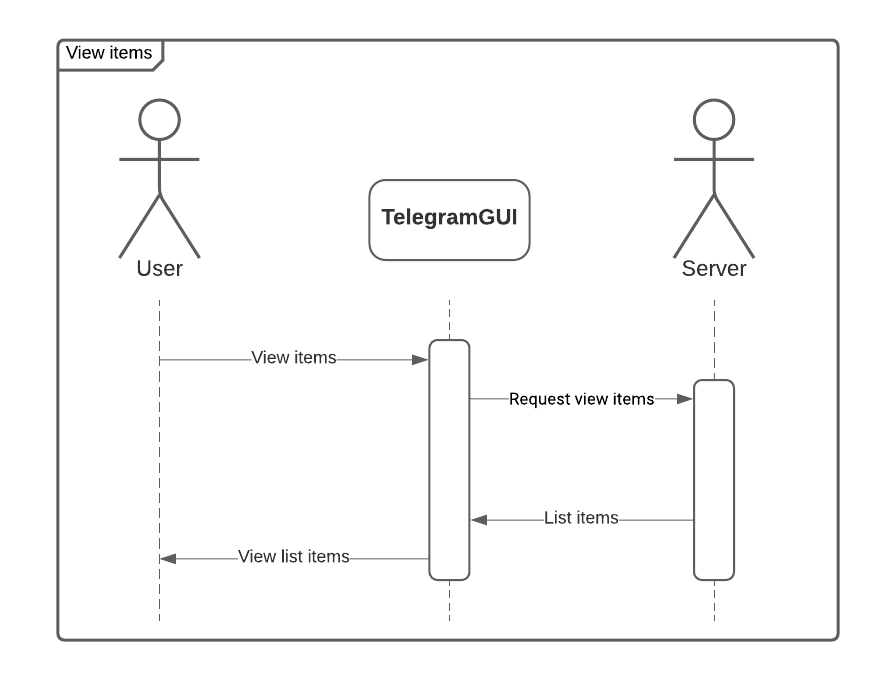 View items
TelegramGUI
User
Server
View items
Request view items
List items
View list items